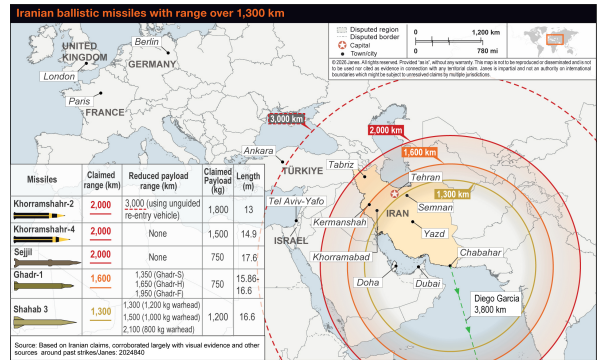 Iranian ballistic missiles with range over 1,300 km
Disputed region
Disputed border
Capital
Town/city
0 1,200 km
0 780 mi
© 2026 Janes. All rights reserved. Provided "as is", without any warranty. This map is not to be reproduced or disseminated and is not
to be used nor cited as evidence in connection with any territorial claim. Janes is impartial and not an authority on international
boundaries which might be subject to unresolved claims by multiple jurisdictions.
UNITED
KINGDOM
Berlin
GERMANY
London
Paris
FRANCE
3,000 km
2,000 km
1,600 km
1,300 km
Ankara
TÜRKIYE
Tabriz
Tehran
Tel Aviv-Yafo
Semnan
IRAN
Kermanshah
Yazd
ISRAEL
Khorramabad
Chabahar
Doha
Dubai
Diego Garcia
3,800 km
Missiles Claimed range (km) Reduced payload range (km) Claimed Payload (kg) Length (m)
Khorramshahr-2 2,000 3,000 (using unguided re-entry vehicle) 1,800 13
Khorramshahr-4 2,000 None 1,500 14.9
Sejjil 2,000 None 750 17.6
Ghadr-1 1,600 1,350 (Ghadr-S) 1,650 (Ghadr-H) 1,950 (Ghadr-F) 750 15.86-16.6
Shahab 3 1,300 1,300 (1,200 kg warhead) 1,500 (1,000 kg warhead) 2,100 (800 kg warhead) 1,200 16.6
Source: Based on Iranian claims, corroborated largely with visual evidence and other
sources around past strikes/Janes: 2024840